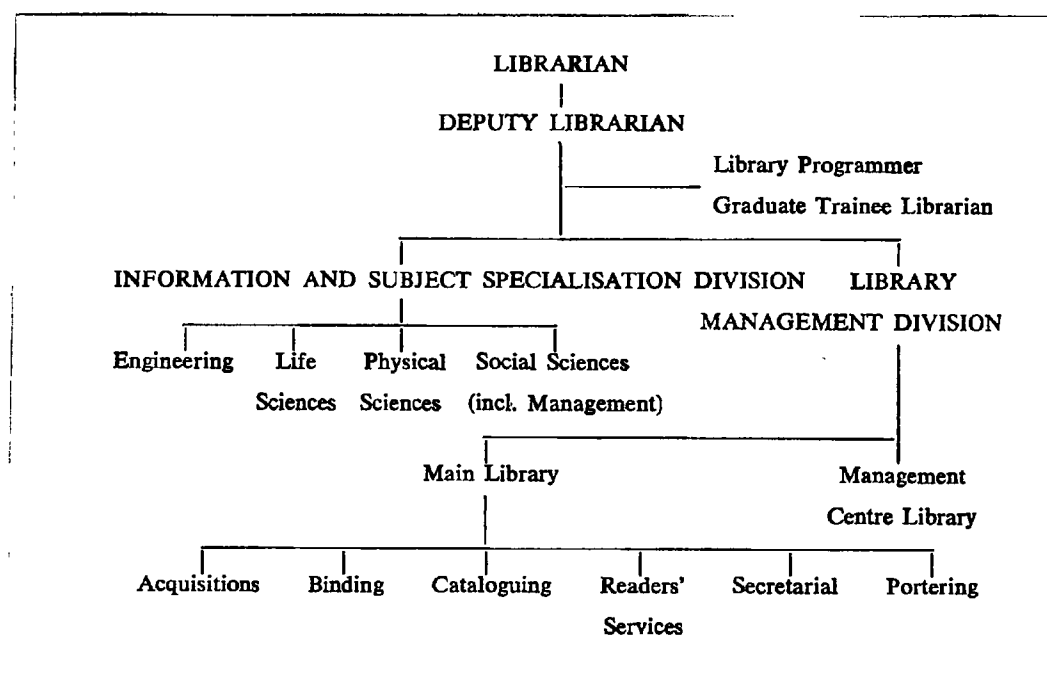 LIBRARIAN
DEPUTY LIBRARIAN
Library Programmer
Graduate Trainee Librarian
INFORMATION AND SUBJECT SPECIALISATION DIVISION
LIBRARY
MANAGEMENT DIVISION
Engineering
Life
Sciences
Physical
Sciences
Social Sciences
(incl. Management)
Main Library
Management
Centre Library
Acquisitions
Binding
Cataloguing
Readers'
Services
Secretarial
Portering